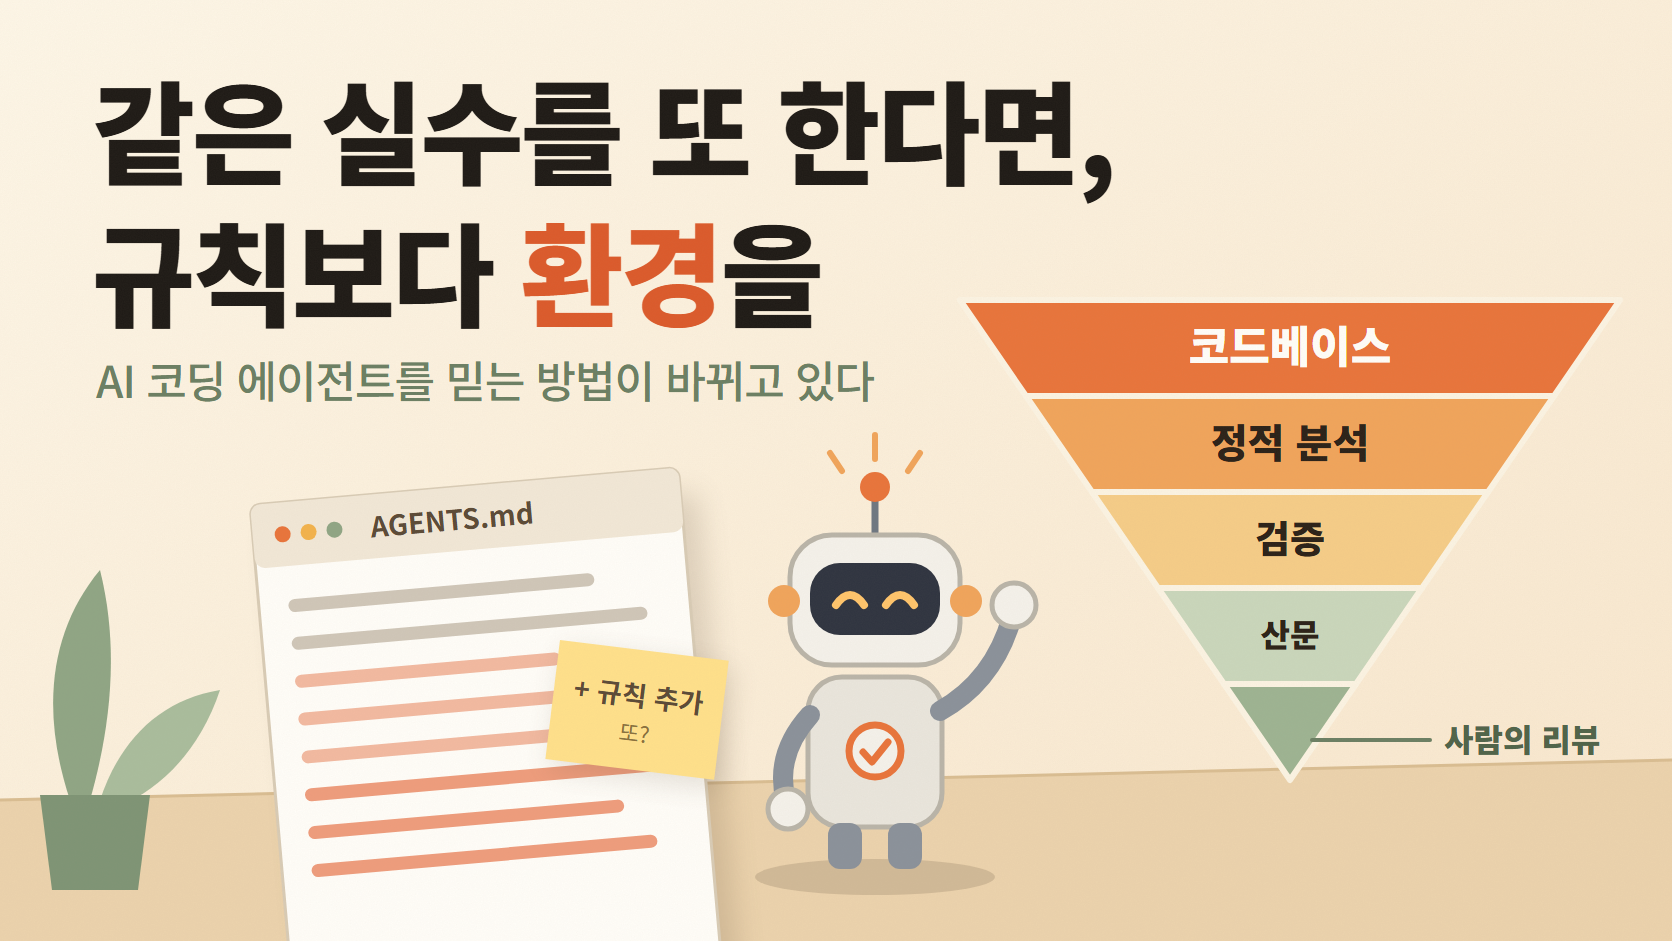 같은 실수를 또 한다면,
규칙보다 환경을
AI 코딩 에이전트를 믿는 방법이 바뀌고 있다
코드베이스
정적 분석
검증
산문
사람의 리뷰
AGENTS.md
+ 규칙 추가
또?